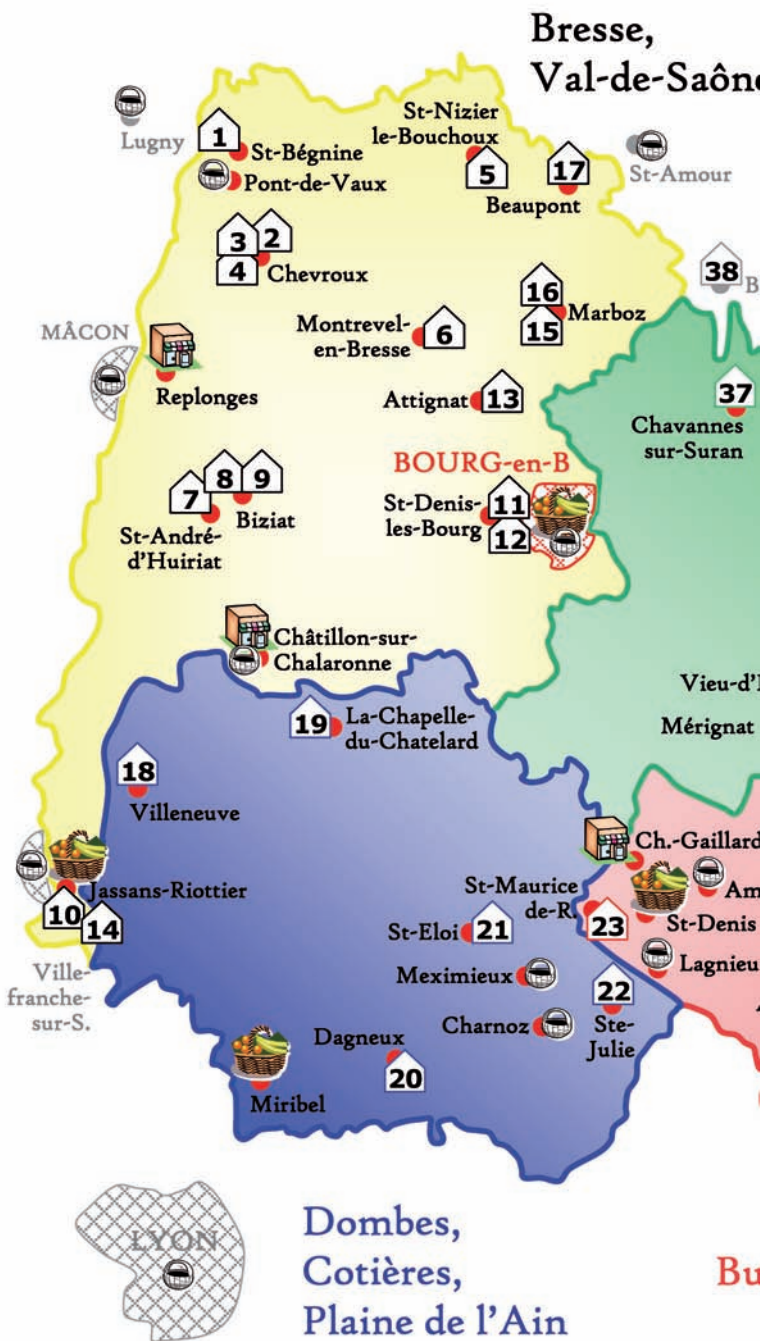 Bresse,
Val-de-Saône
Lugny
1
St-Bégnine
Pont-de-Vaux
St-Nizier
le-Bouchoux
5
17
Beaupont
St-Amour
3
2
4
Chevroux
38
B
16
15
Marboz
MÂCON
Montrevel-
en-Bresse
6
Replonges
Attignat
13
37
Chavannes
sur-Suran
BOURG-en-B
7
8
9
Biziat
St-André-
d'Huiriat
St-Denis-
les-Bourg
11
12
Châtillon-sur-
Chalaronne
Vieu-d'
Mérignat
19
La-Chapelle-
du-Chatelard
18
Villeneuve
Ch.-Gaillard
Jassans-Riottier
10
14
St-Maurice
de-R.
23
Am
St-Denis
St-Eloi
21
Lagnieu
Ville-
franche-
sur-S.
Meximieux
22
Ste-
Julie
Charnoz
Dagneux
20
Miribel
LYON
Dombes,
Cotières,
Plaine de l'Ain
Bu